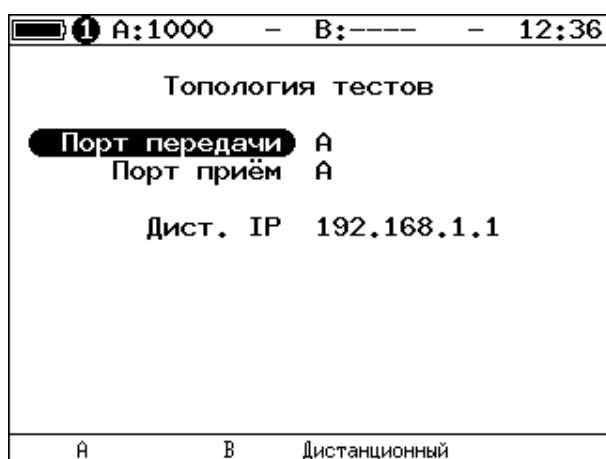 1 A:1000 – B:---- – 12:36
Топология тестов
Порт передачи A
Порт приём A
Дист. IP 192.168.1.1
A B Дистанционный